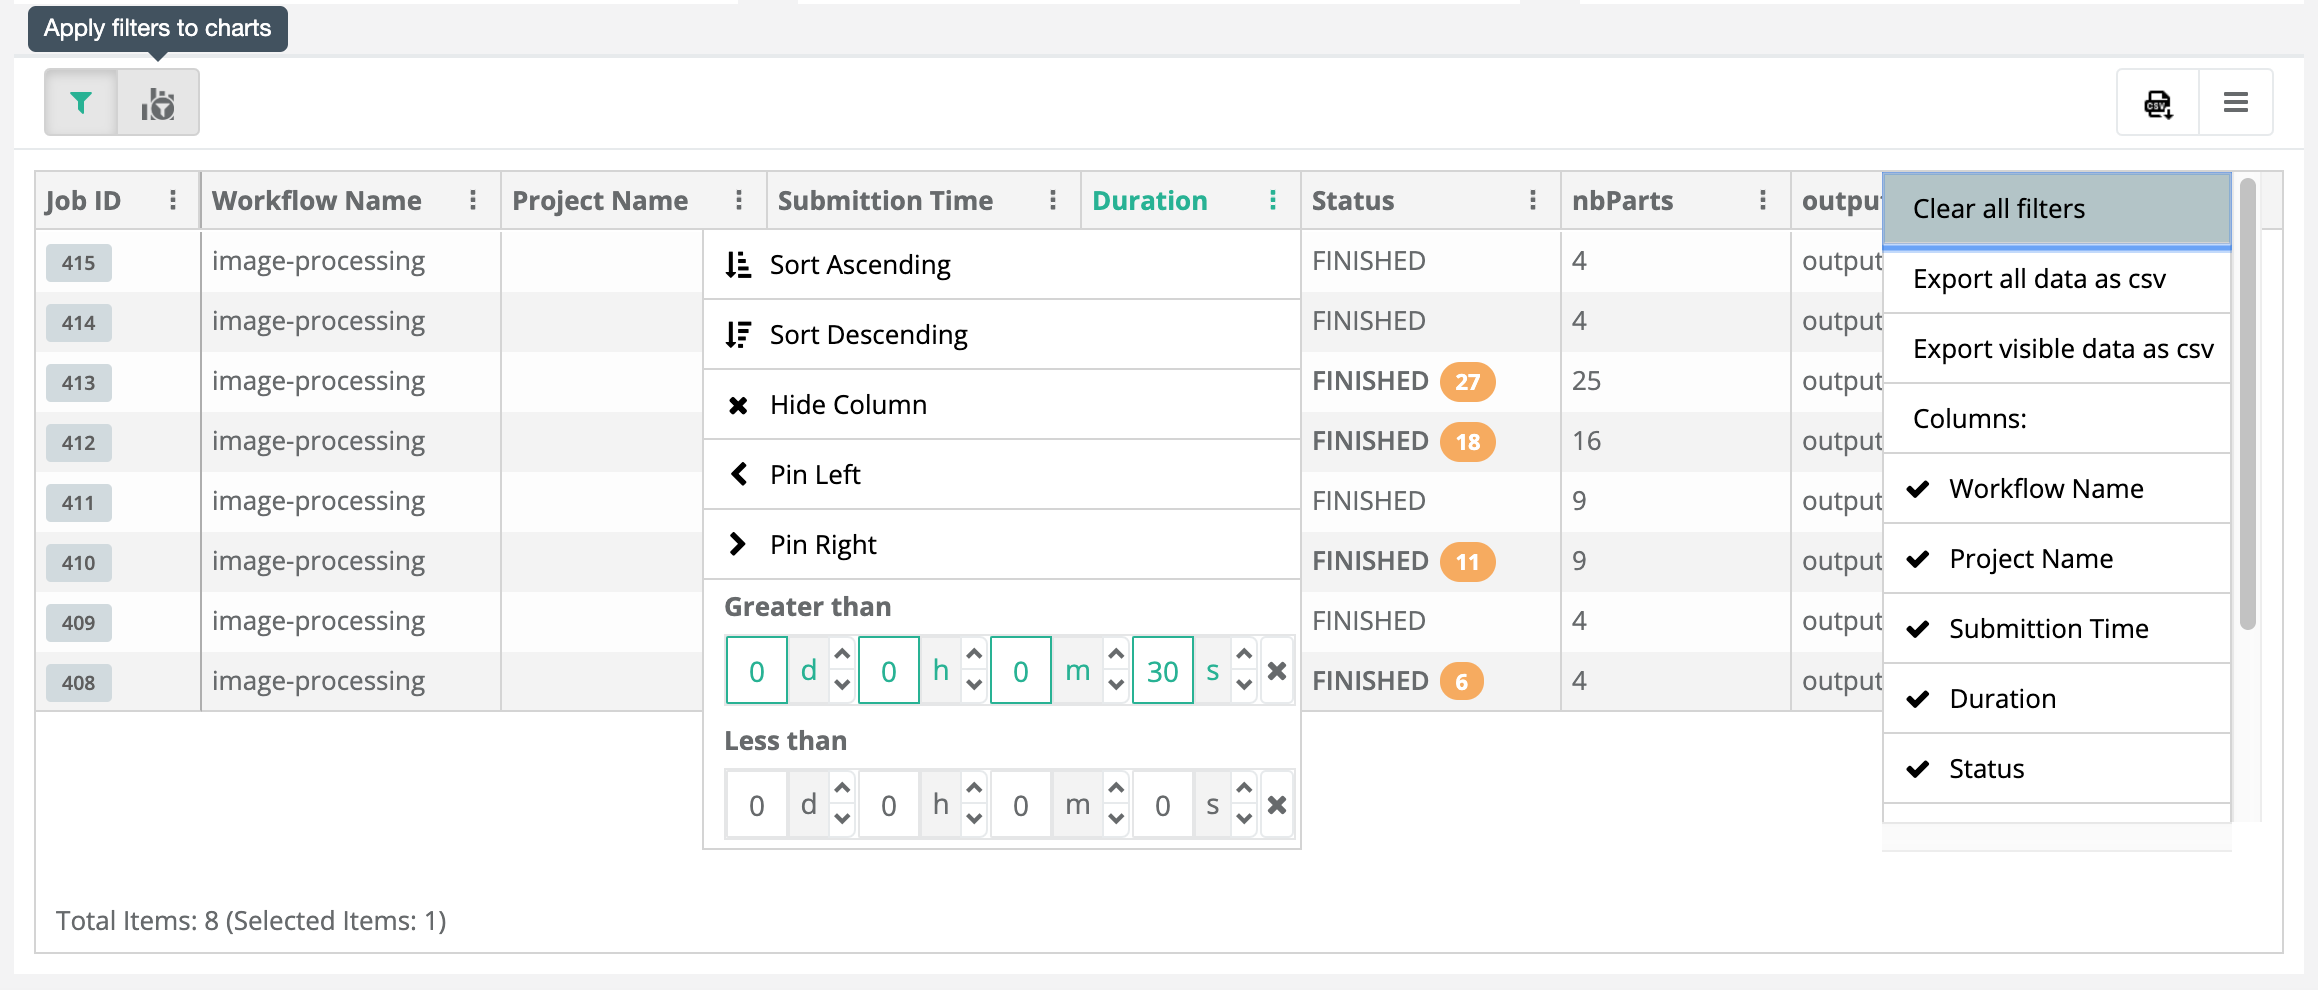 Apply filters to charts
CSV
Job ID Workflow Name Project Name Submittion Time Duration Status nbParts outpu
415 image-processing FINISHED 4 output
414 image-processing FINISHED 4 output
413 image-processing FINISHED 27 25 output
412 image-processing FINISHED 18 16 output
411 image-processing FINISHED 9 output
410 image-processing FINISHED 11 9 output
409 image-processing FINISHED 4 output
408 image-processing FINISHED 6 4 output
Sort Ascending
Sort Descending
Hide Column
Pin Left
Pin Right
Greater than
0 d 0 h 0 m 30 s
Less than
0 d 0 h 0 m 0 s
Clear all filters
Export all data as csv
Export visible data as csv
Columns:
Workflow Name
Project Name
Submittion Time
Duration
Status
Total Items: 8 (Selected Items: 1)